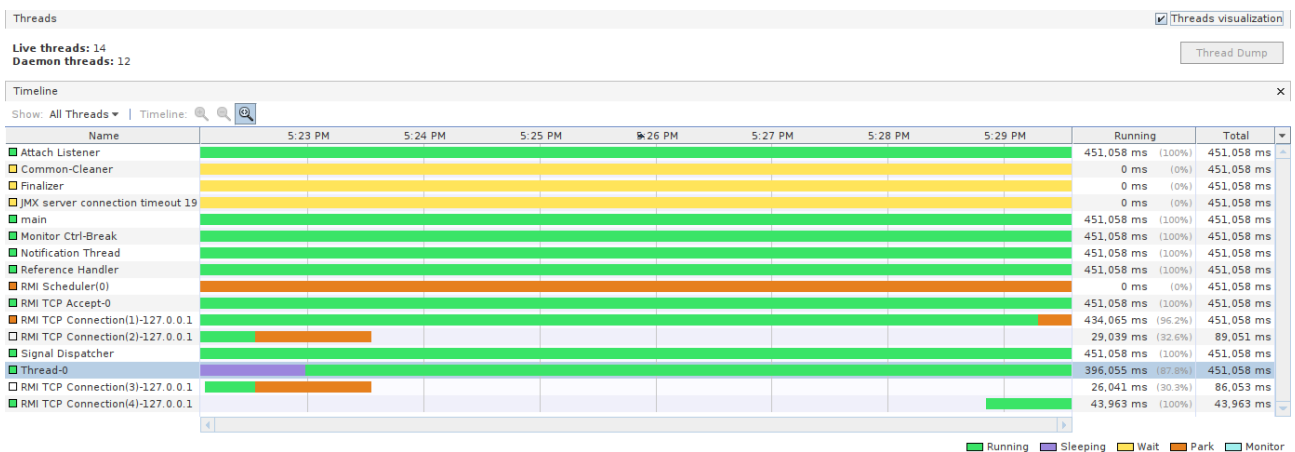 Threads Threads visualization
Live threads: 14
Daemon threads: 12
Thread Dump
Timeline
Show: All Threads | Timeline:
Name 5:23 PM 5:24 PM 5:25 PM 5:26 PM 5:27 PM 5:28 PM 5:29 PM Running Total
Attach Listener 451,058 ms (100%) 451,058 ms
Common-Cleaner 0 ms (0%) 451,058 ms
Finalizer 0 ms (0%) 451,058 ms
JMX server connection timeout 19 0 ms (0%) 451,058 ms
main 451,058 ms (100%) 451,058 ms
Monitor Ctrl-Break 451,058 ms (100%) 451,058 ms
Notification Thread 451,058 ms (100%) 451,058 ms
Reference Handler 451,058 ms (100%) 451,058 ms
RMI Scheduler(0) 0 ms (0%) 451,058 ms
RMI TCP Accept-0 451,058 ms (100%) 451,058 ms
RMI TCP Connection(1)-127.0.0.1 434,065 ms (96.2%) 451,058 ms
RMI TCP Connection(2)-127.0.0.1 29,039 ms (32.6%) 89,051 ms
Signal Dispatcher 451,058 ms (100%) 451,058 ms
Thread-0 396,055 ms (87.8%) 451,058 ms
RMI TCP Connection(3)-127.0.0.1 26,041 ms (30.3%) 86,053 ms
RMI TCP Connection(4)-127.0.0.1 43,963 ms (100%) 43,963 ms
Running Sleeping Wait Park Monitor